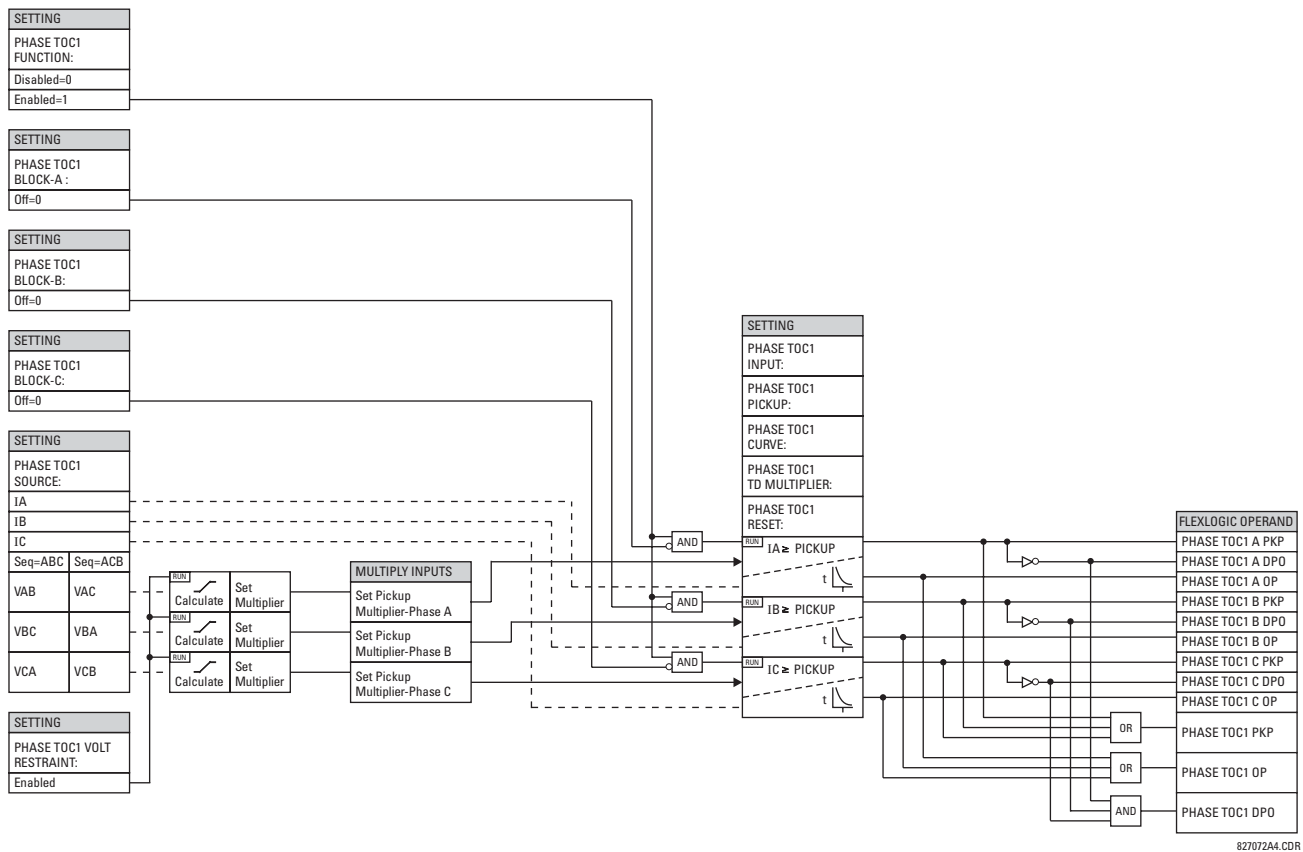 SETTING
PHASE TOC1
FUNCTION:
Disabled=0
Enabled=1
SETTING
PHASE TOC1
BLOCK-A :
Off=0
SETTING
PHASE TOC1
BLOCK-B:
Off=0
SETTING
PHASE TOC1
BLOCK-C:
Off=0
SETTING
PHASE TOC1
SOURCE:
IA
IB
IC
Seq=ABC Seq=ACB
VAB VAC
VBC VBA
VCA VCB
SETTING
PHASE TOC1 VOLT
RESTRAINT:
Enabled
RUN
Calculate
Set
Multiplier
RUN
Calculate
Set
Multiplier
RUN
Calculate
Set
Multiplier
MULTIPLY INPUTS
Set Pickup
Multiplier-Phase A
Set Pickup
Multiplier-Phase B
Set Pickup
Multiplier-Phase C
AND
AND
AND
SETTING
PHASE TOC1
INPUT:
PHASE TOC1
PICKUP:
PHASE TOC1
CURVE:
PHASE TOC1
TD MULTIPLIER:
PHASE TOC1
RESET:
RUN IA ≥ PICKUP
t
RUN IB ≥ PICKUP
t
RUN IC ≥ PICKUP
t
OR
OR
AND
FLEXLOGIC OPERAND
PHASE TOC1 A PKP
PHASE TOC1 A DPO
PHASE TOC1 A OP
PHASE TOC1 B PKP
PHASE TOC1 B DPO
PHASE TOC1 B OP
PHASE TOC1 C PKP
PHASE TOC1 C DPO
PHASE TOC1 C OP
PHASE TOC1 PKP
PHASE TOC1 OP
PHASE TOC1 DPO
827072A4.CDR